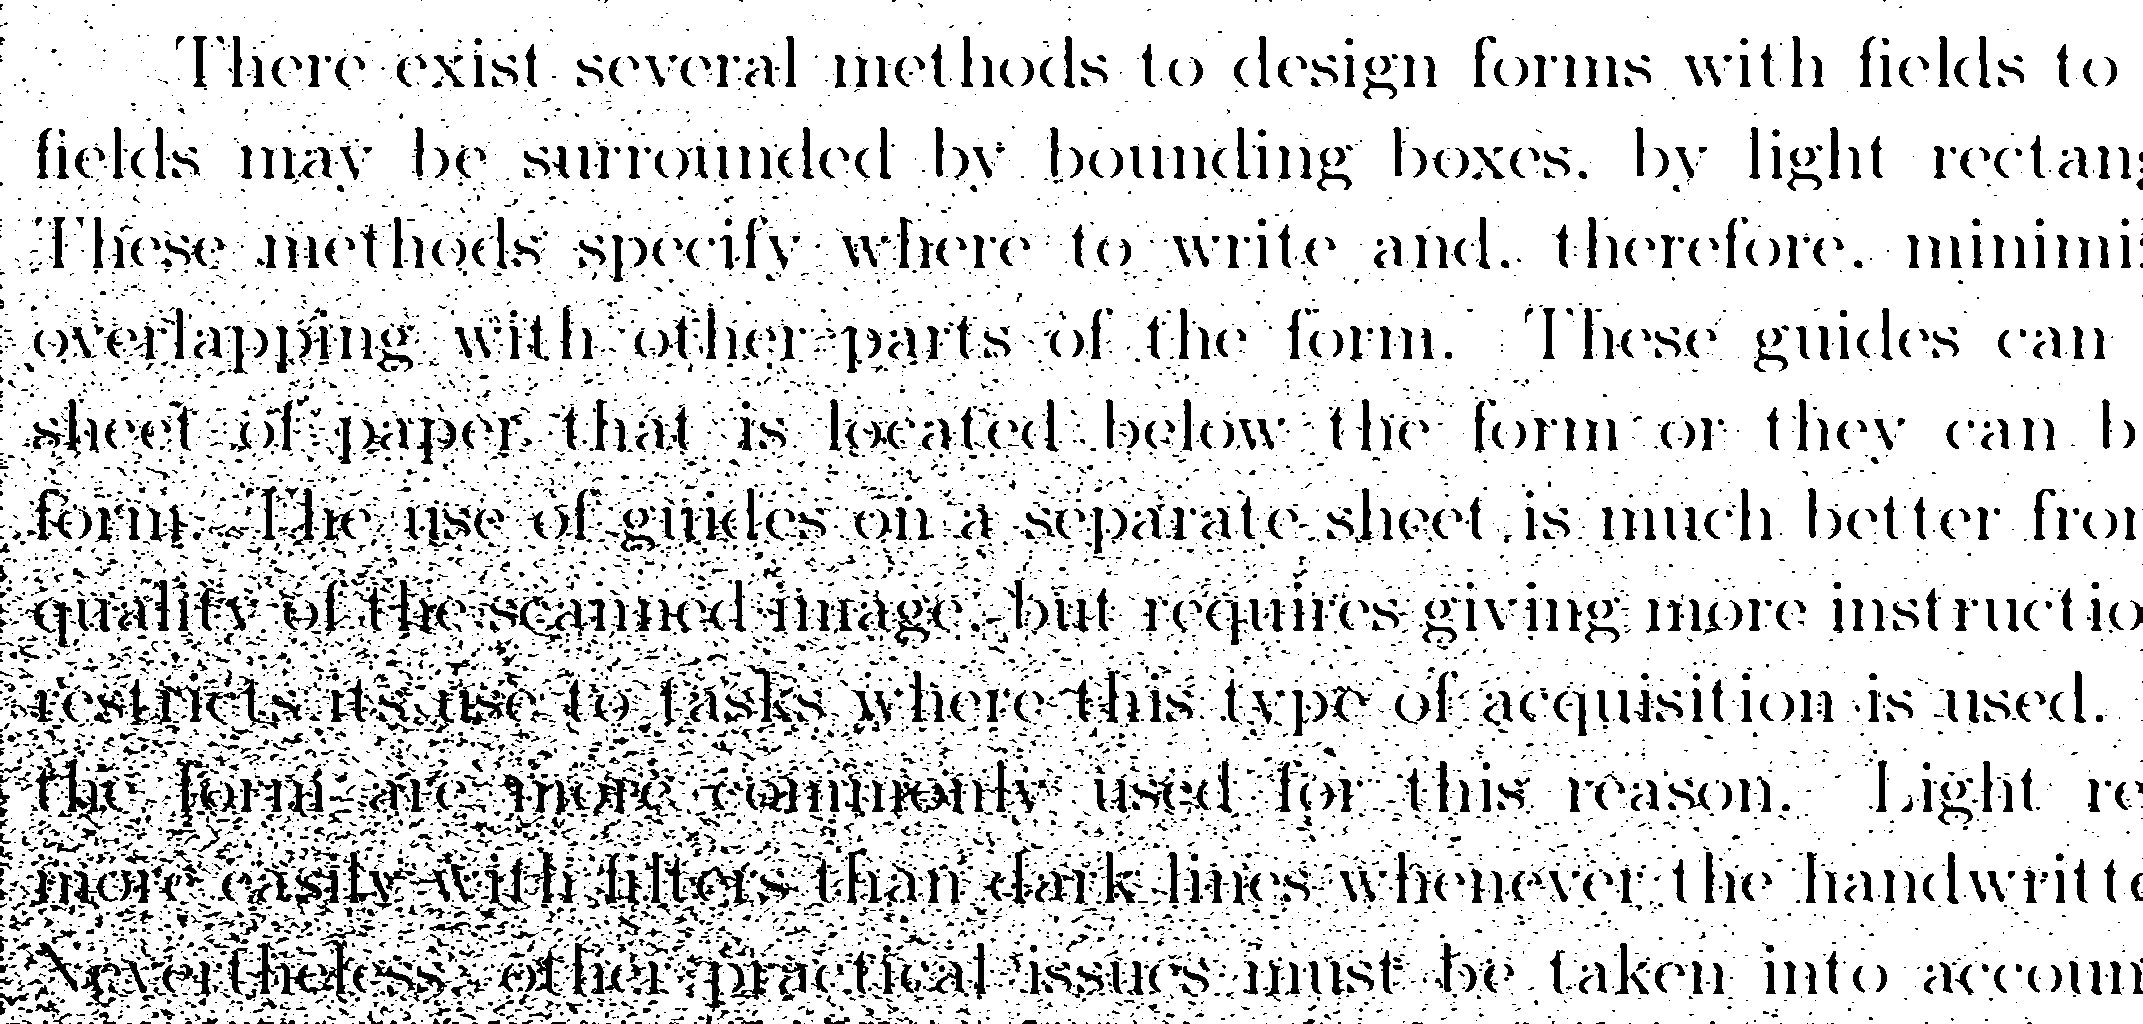 There exist several methods to design forms with fields to
fields may be surrounded by bounding boxes, by light rectang
These methods specify where to write and, therefore, minimi
overlapping with other parts of the form. These guides can
sheet of paper that is located below the form or they can b
form. The use of guides on a separate sheet is much better from
quality of the scanned image, but requires giving more instructio
restricts its use to tasks where this type of acquisition is used.
the form are more commonly used for this reason. Light re
more easily with filters than dark lines whenever the handwritte
Nevertheless, other practical issues must be taken into accoun